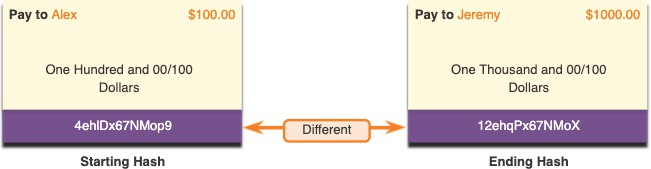 Pay to Alex $100.00
One Hundred and 00/100
Dollars
4ehIDx67NMop9
Starting Hash
Different
Pay to Jeremy $1000.00
One Thousand and 00/100
Dollars
12ehqPx67NMoX
Ending Hash